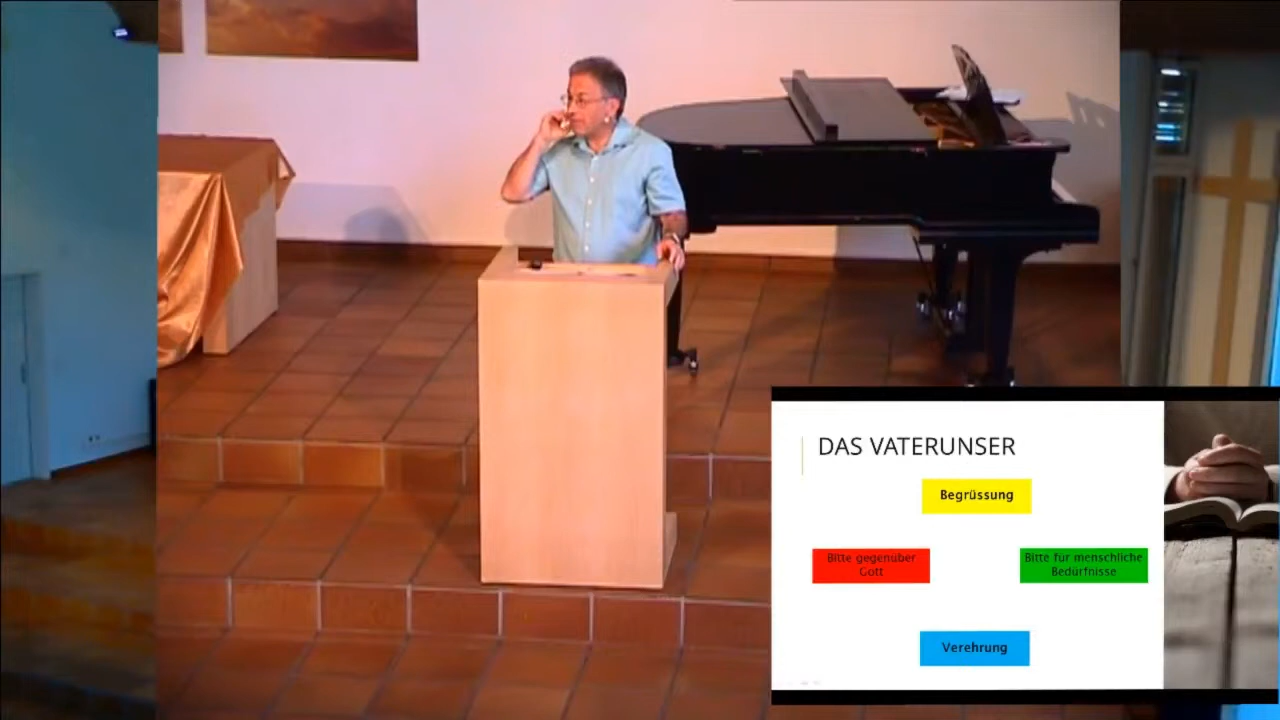 DAS VATERUNSER
Begrüssung
Bitte gegenüber
Gott
Bitte für menschliche
Bedürfnisse
Verehrung